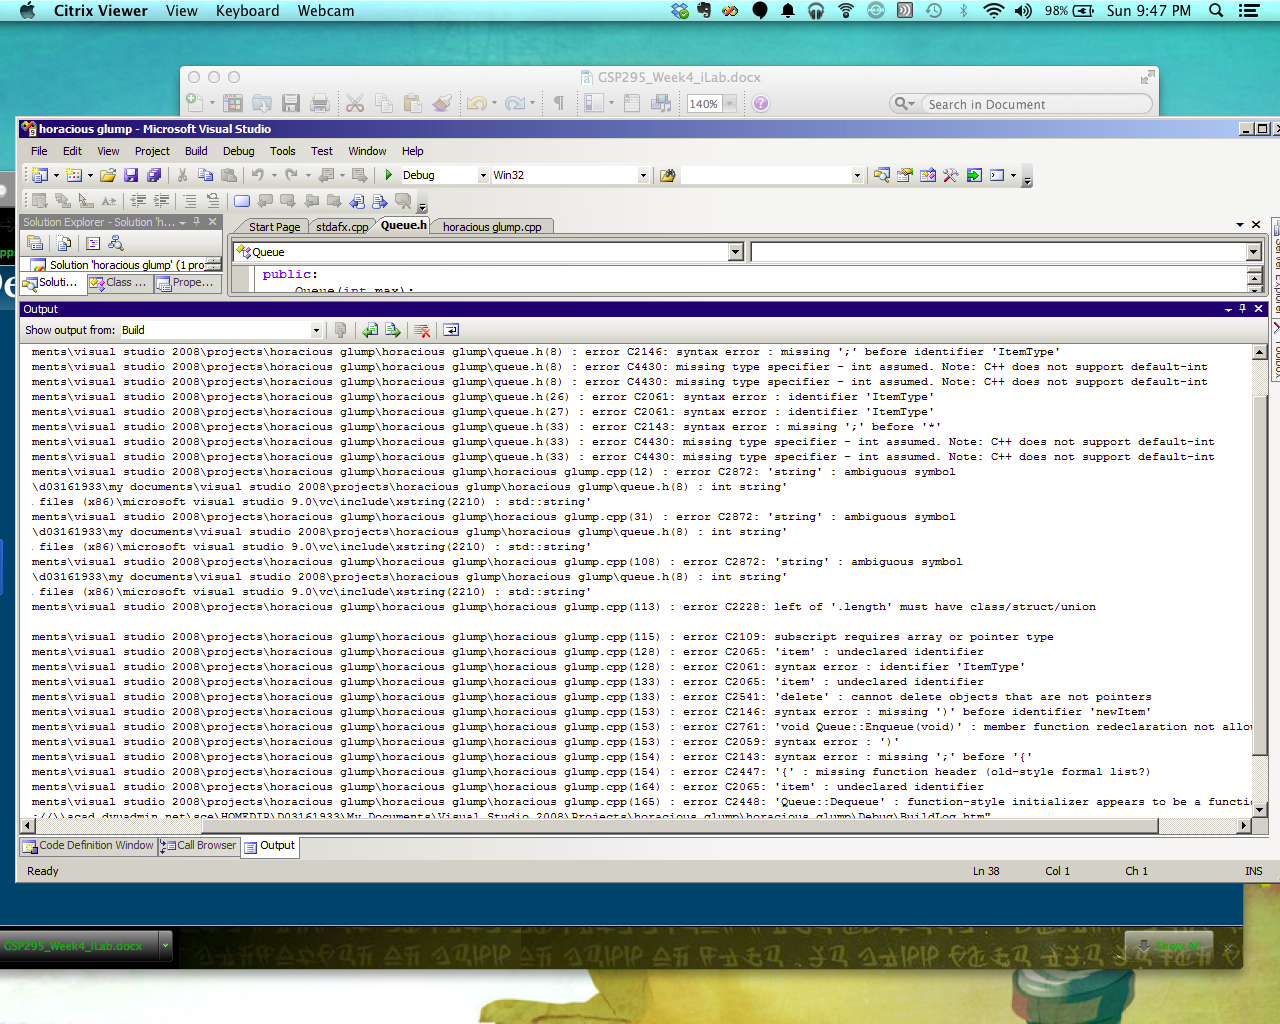 Citrix Viewer View Keyboard Webcam 98% Sun 9:47 PM
GSP295_Week4_iLab.docx
140% Search in Document
horacious glump - Microsoft Visual Studio
File Edit View Project Build Debug Tools Test Window Help
Debug Win32
Solution Explorer - Solution 'h...
Start Page stdafx.cpp Queue.h horacious glump.cpp
Queue
Solution 'horacious glump' (1 pro
public:
Queue(int max);
Soluti... Class ... Prope...
Server Explorer
Toolbox
Output
Show output from: Build
ments\visual studio 2008\projects\horacious glump\horacious glump\queue.h(8) : error C2146: syntax error : missing ';' before identifier 'ItemType'
ments\visual studio 2008\projects\horacious glump\horacious glump\queue.h(8) : error C4430: missing type specifier - int assumed. Note: C++ does not support default-int
ments\visual studio 2008\projects\horacious glump\horacious glump\queue.h(8) : error C4430: missing type specifier - int assumed. Note: C++ does not support default-int
ments\visual studio 2008\projects\horacious glump\horacious glump\queue.h(26) : error C2061: syntax error : identifier 'ItemType'
ments\visual studio 2008\projects\horacious glump\horacious glump\queue.h(27) : error C2061: syntax error : identifier 'ItemType'
ments\visual studio 2008\projects\horacious glump\horacious glump\queue.h(33) : error C2143: syntax error : missing ';' before '*'
ments\visual studio 2008\projects\horacious glump\horacious glump\queue.h(33) : error C4430: missing type specifier - int assumed. Note: C++ does not support default-int
ments\visual studio 2008\projects\horacious glump\horacious glump\queue.h(33) : error C4430: missing type specifier - int assumed. Note: C++ does not support default-int
ments\visual studio 2008\projects\horacious glump\horacious glump\horacious glump.cpp(12) : error C2872: 'string' : ambiguous symbol
\d03161933\my documents\visual studio 2008\projects\horacious glump\horacious glump\queue.h(8) : int string'
files (x86)\microsoft visual studio 9.0\vc\include\xstring(2210) : std::string'
ments\visual studio 2008\projects\horacious glump\horacious glump\horacious glump.cpp(31) : error C2872: 'string' : ambiguous symbol
\d03161933\my documents\visual studio 2008\projects\horacious glump\horacious glump\queue.h(8) : int string'
files (x86)\microsoft visual studio 9.0\vc\include\xstring(2210) : std::string'
ments\visual studio 2008\projects\horacious glump\horacious glump\horacious glump.cpp(108) : error C2872: 'string' : ambiguous symbol
\d03161933\my documents\visual studio 2008\projects\horacious glump\horacious glump\queue.h(8) : int string'
files (x86)\microsoft visual studio 9.0\vc\include\xstring(2210) : std::string'
ments\visual studio 2008\projects\horacious glump\horacious glump\horacious glump.cpp(113) : error C2228: left of '.length' must have class/struct/union
ments\visual studio 2008\projects\horacious glump\horacious glump\horacious glump.cpp(115) : error C2109: subscript requires array or pointer type
ments\visual studio 2008\projects\horacious glump\horacious glump\horacious glump.cpp(128) : error C2065: 'item' : undeclared identifier
ments\visual studio 2008\projects\horacious glump\horacious glump\horacious glump.cpp(128) : error C2061: syntax error : identifier 'ItemType'
ments\visual studio 2008\projects\horacious glump\horacious glump\horacious glump.cpp(133) : error C2065: 'item' : undeclared identifier
ments\visual studio 2008\projects\horacious glump\horacious glump\horacious glump.cpp(133) : error C2541: 'delete' : cannot delete objects that are not pointers
ments\visual studio 2008\projects\horacious glump\horacious glump\horacious glump.cpp(153) : error C2146: syntax error : missing ')' before identifier 'newItem'
ments\visual studio 2008\projects\horacious glump\horacious glump\horacious glump.cpp(153) : error C2761: 'void Queue::Enqueue(void)' : member function redeclaration not allow
ments\visual studio 2008\projects\horacious glump\horacious glump\horacious glump.cpp(153) : error C2059: syntax error : ')'
ments\visual studio 2008\projects\horacious glump\horacious glump\horacious glump.cpp(154) : error C2143: syntax error : missing ';' before '{'
ments\visual studio 2008\projects\horacious glump\horacious glump\horacious glump.cpp(154) : error C2447: '{' : missing function header (old-style formal list?)
ments\visual studio 2008\projects\horacious glump\horacious glump\horacious glump.cpp(164) : error C2065: 'item' : undeclared identifier
ments\visual studio 2008\projects\horacious glump\horacious glump\horacious glump.cpp(165) : error C2448: 'Queue::Dequeue' : function-style initializer appears to be a functi
://\\acad.dvuadmin.net\sce\HOMEDIR\D03161933\My Documents\Visual Studio 2008\Projects\horacious glump\horacious glump\Debug\BuildLog.htm"
Code Definition Window Call Browser Output
Ready Ln 38 Col 1 Ch 1 INS
GSP295_Week4_iLab.docx Show All